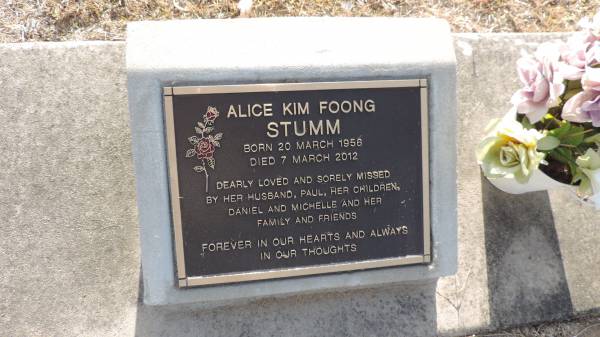 ALICE KIM FOONG
STUMM
BORN 20 MARCH 1956
DIED 7 MARCH 2012
DEARLY LOVED AND SORELY MISSED
BY HER HUSBAND, PAUL, HER CHILDREN,
DANIEL AND MICHELLE AND HER
FAMILY AND FRIENDS
FOREVER IN OUR HEARTS AND ALWAYS
IN OUR THOUGHTS